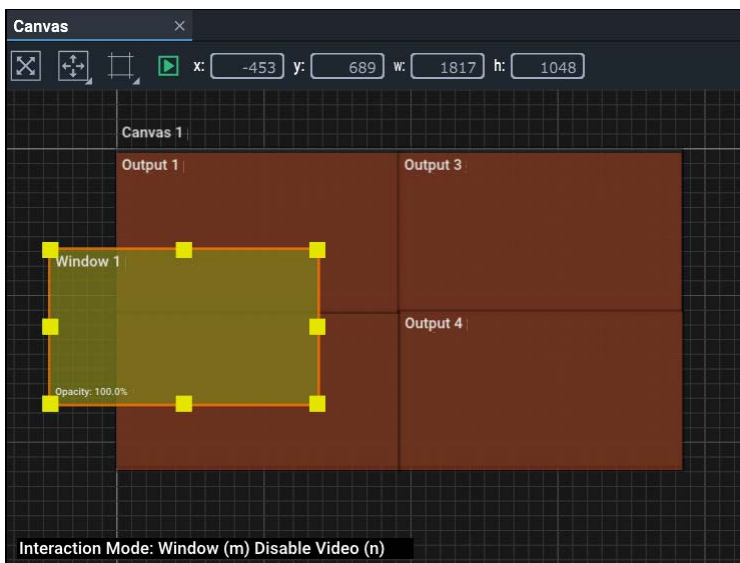 Canvas ×
x: -453 y: 689 w: 1817 h: 1048
Canvas 1
Output 1 Output 3
Window 1
Output 4
Opacity: 100.0%
Interaction Mode: Window (m) Disable Video (n)